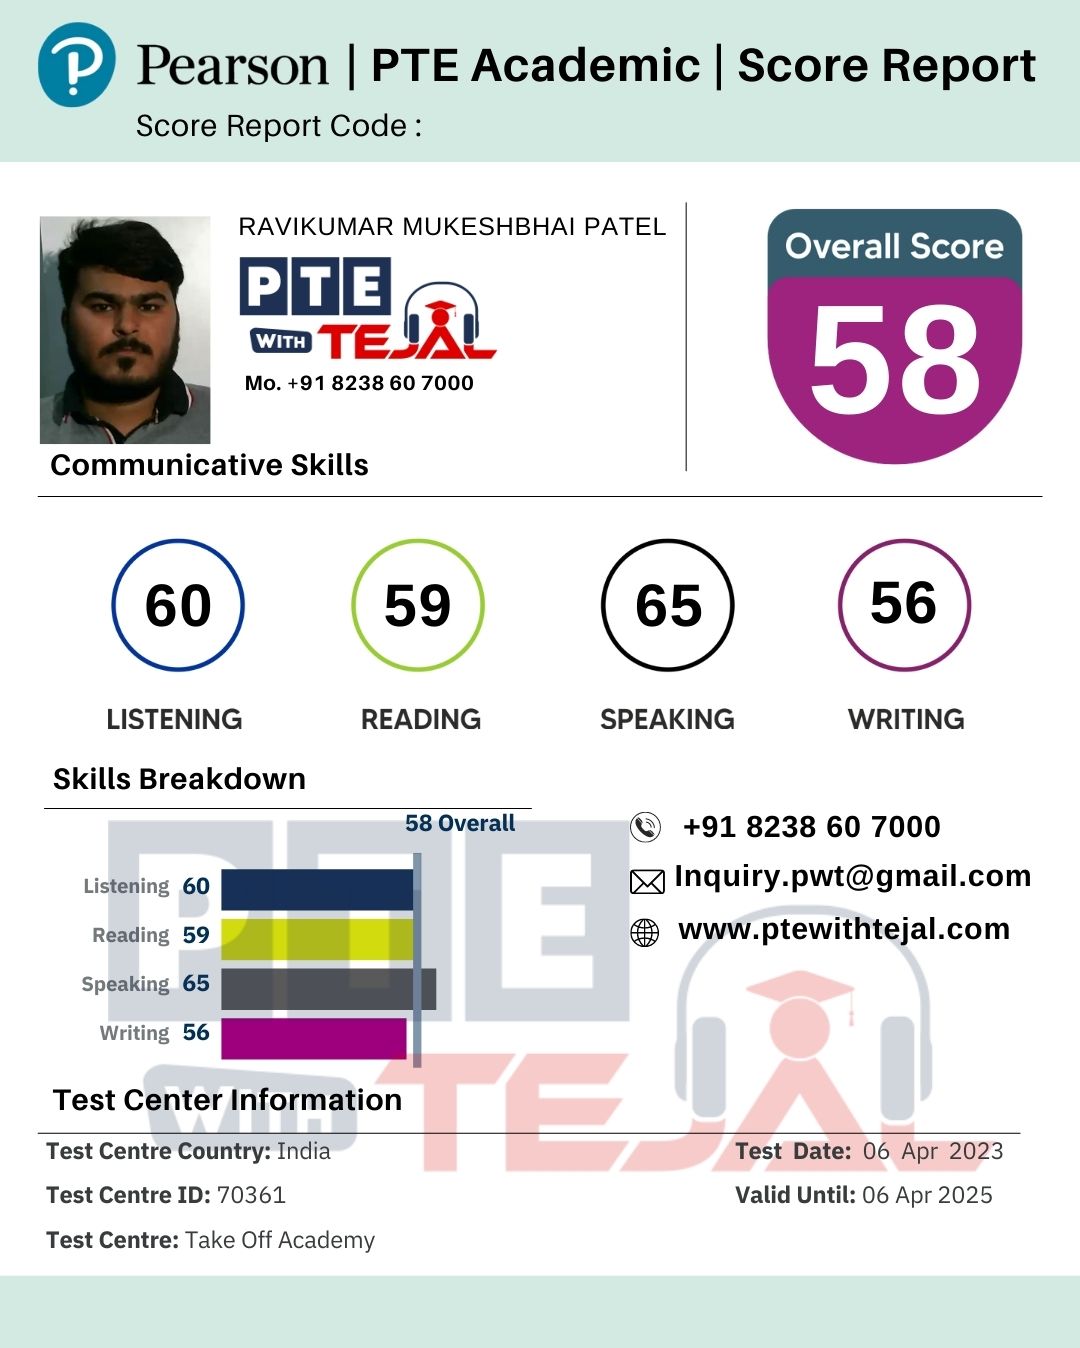 Pearson | PTE Academic | Score Report
Score Report Code :
RAVIKUMAR MUKESHBHAI PATEL
PTE
WITH TEJAL
Mo. +91 8238 60 7000
Overall Score
58
Communicative Skills
60 59 65 56
LISTENING READING SPEAKING WRITING
Skills Breakdown
58 Overall
Listening 60
Reading 59
Speaking 65
Writing 56
+91 8238 60 7000
Inquiry.pwt@gmail.com
www.ptewithtejal.com
PTE
WITH TEJAL
Test Center Information
Test Centre Country: India
Test Centre ID: 70361
Test Centre: Take Off Academy
Test Date: 06 Apr 2023
Valid Until: 06 Apr 2025